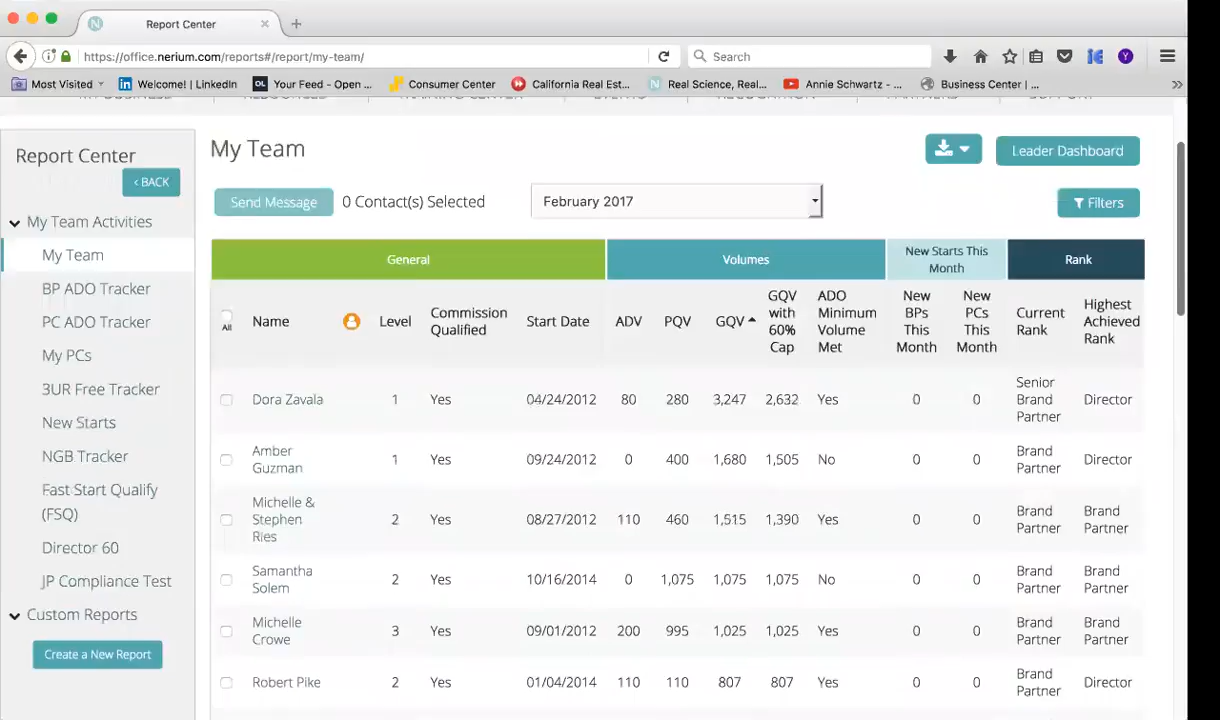 Report Center
https://office.nerium.com/reports#/report/my-team/
Search
Most Visited
Welcome! | LinkedIn
Your Feed - Open ...
Consumer Center
California Real Est...
Real Science, Real...
Annie Schwartz - ...
Business Center | ...
Report Center
< BACK
My Team Activities
My Team
BP ADO Tracker
PC ADO Tracker
My PCs
3UR Free Tracker
New Starts
NGB Tracker
Fast Start Qualify
(FSQ)
Director 60
JP Compliance Test
Custom Reports
Create a New Report
My Team
Leader Dashboard
Send Message 0 Contact(s) Selected February 2017 Filters
General Volumes New Starts This Month Rank
All Name Level Commission Qualified Start Date ADV PQV GQV GQV with 60% Cap ADO Minimum Volume Met New BPs This Month New PCs This Month Current Rank Highest Achieved Rank
Dora Zavala 1 Yes 04/24/2012 80 280 3,247 2,632 Yes 0 0 Senior Brand Partner Director
Amber Guzman 1 Yes 09/24/2012 0 400 1,680 1,505 No 0 0 Brand Partner Director
Michelle & Stephen Ries 2 Yes 08/27/2012 110 460 1,515 1,390 Yes 0 0 Brand Partner Brand Partner
Samantha Solem 2 Yes 10/16/2014 0 1,075 1,075 1,075 No 0 0 Brand Partner Brand Partner
Michelle Crowe 3 Yes 09/01/2012 200 995 1,025 1,025 Yes 0 0 Brand Partner Brand Partner
Robert Pike 2 Yes 01/04/2014 110 110 807 807 Yes 0 0 Brand Partner Director